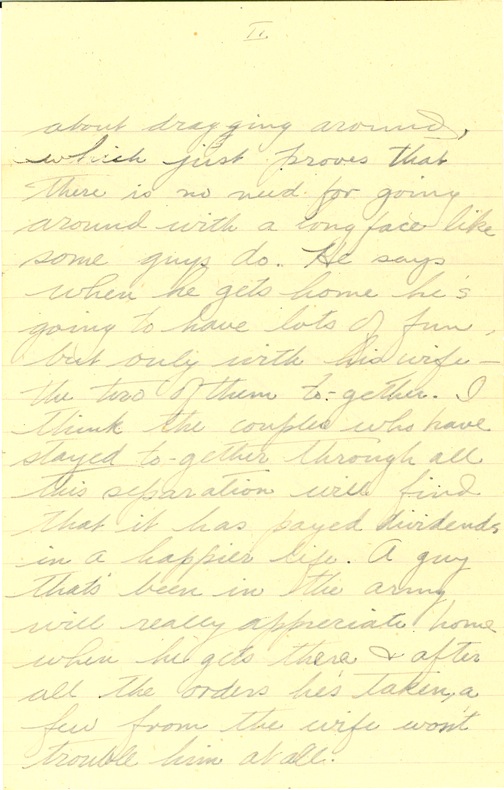 II.
about dragging around,
which just proves that
there is no need for going
around with a long face like
some guys do. He says
when he gets home he's
going to have lots of fun,
but only with his wife –
the two of them to-gether. I
think the couples who have
stayed to-gether through all
this separation will find
that it has payed dividends
in a happier life. A guy
that's been in the army
will really appreciate home
when he gets there & after
all the orders he's taken, a
few from the wife won't
trouble him at all.